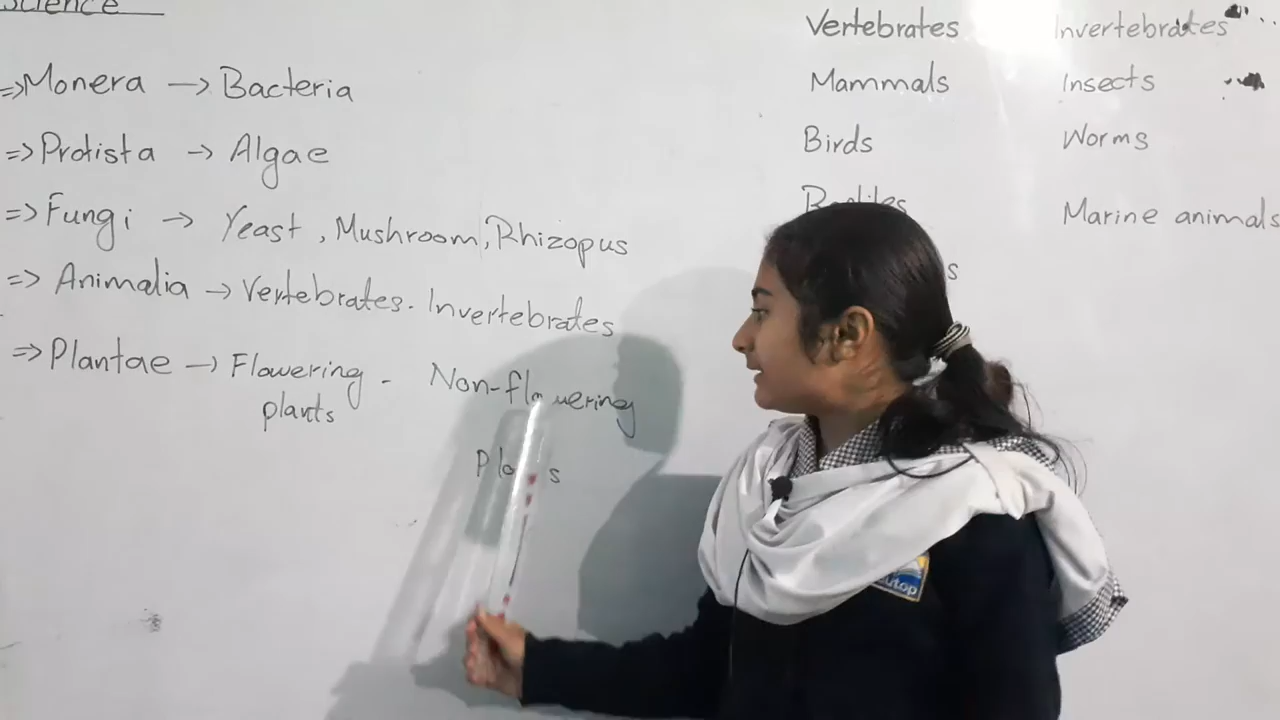 Science
=> Monera → Bacteria
=> Protista → Algae
=> Fungi → Yeast, Mushroom, Rhizopus
=> Animalia → Vertebrates. Invertebrates
=> Plantae → Flowering - Non-flowering
plants
Vertebrates Invertebrates
Mammals Insects
Birds Worms
Reptiles Marine animals